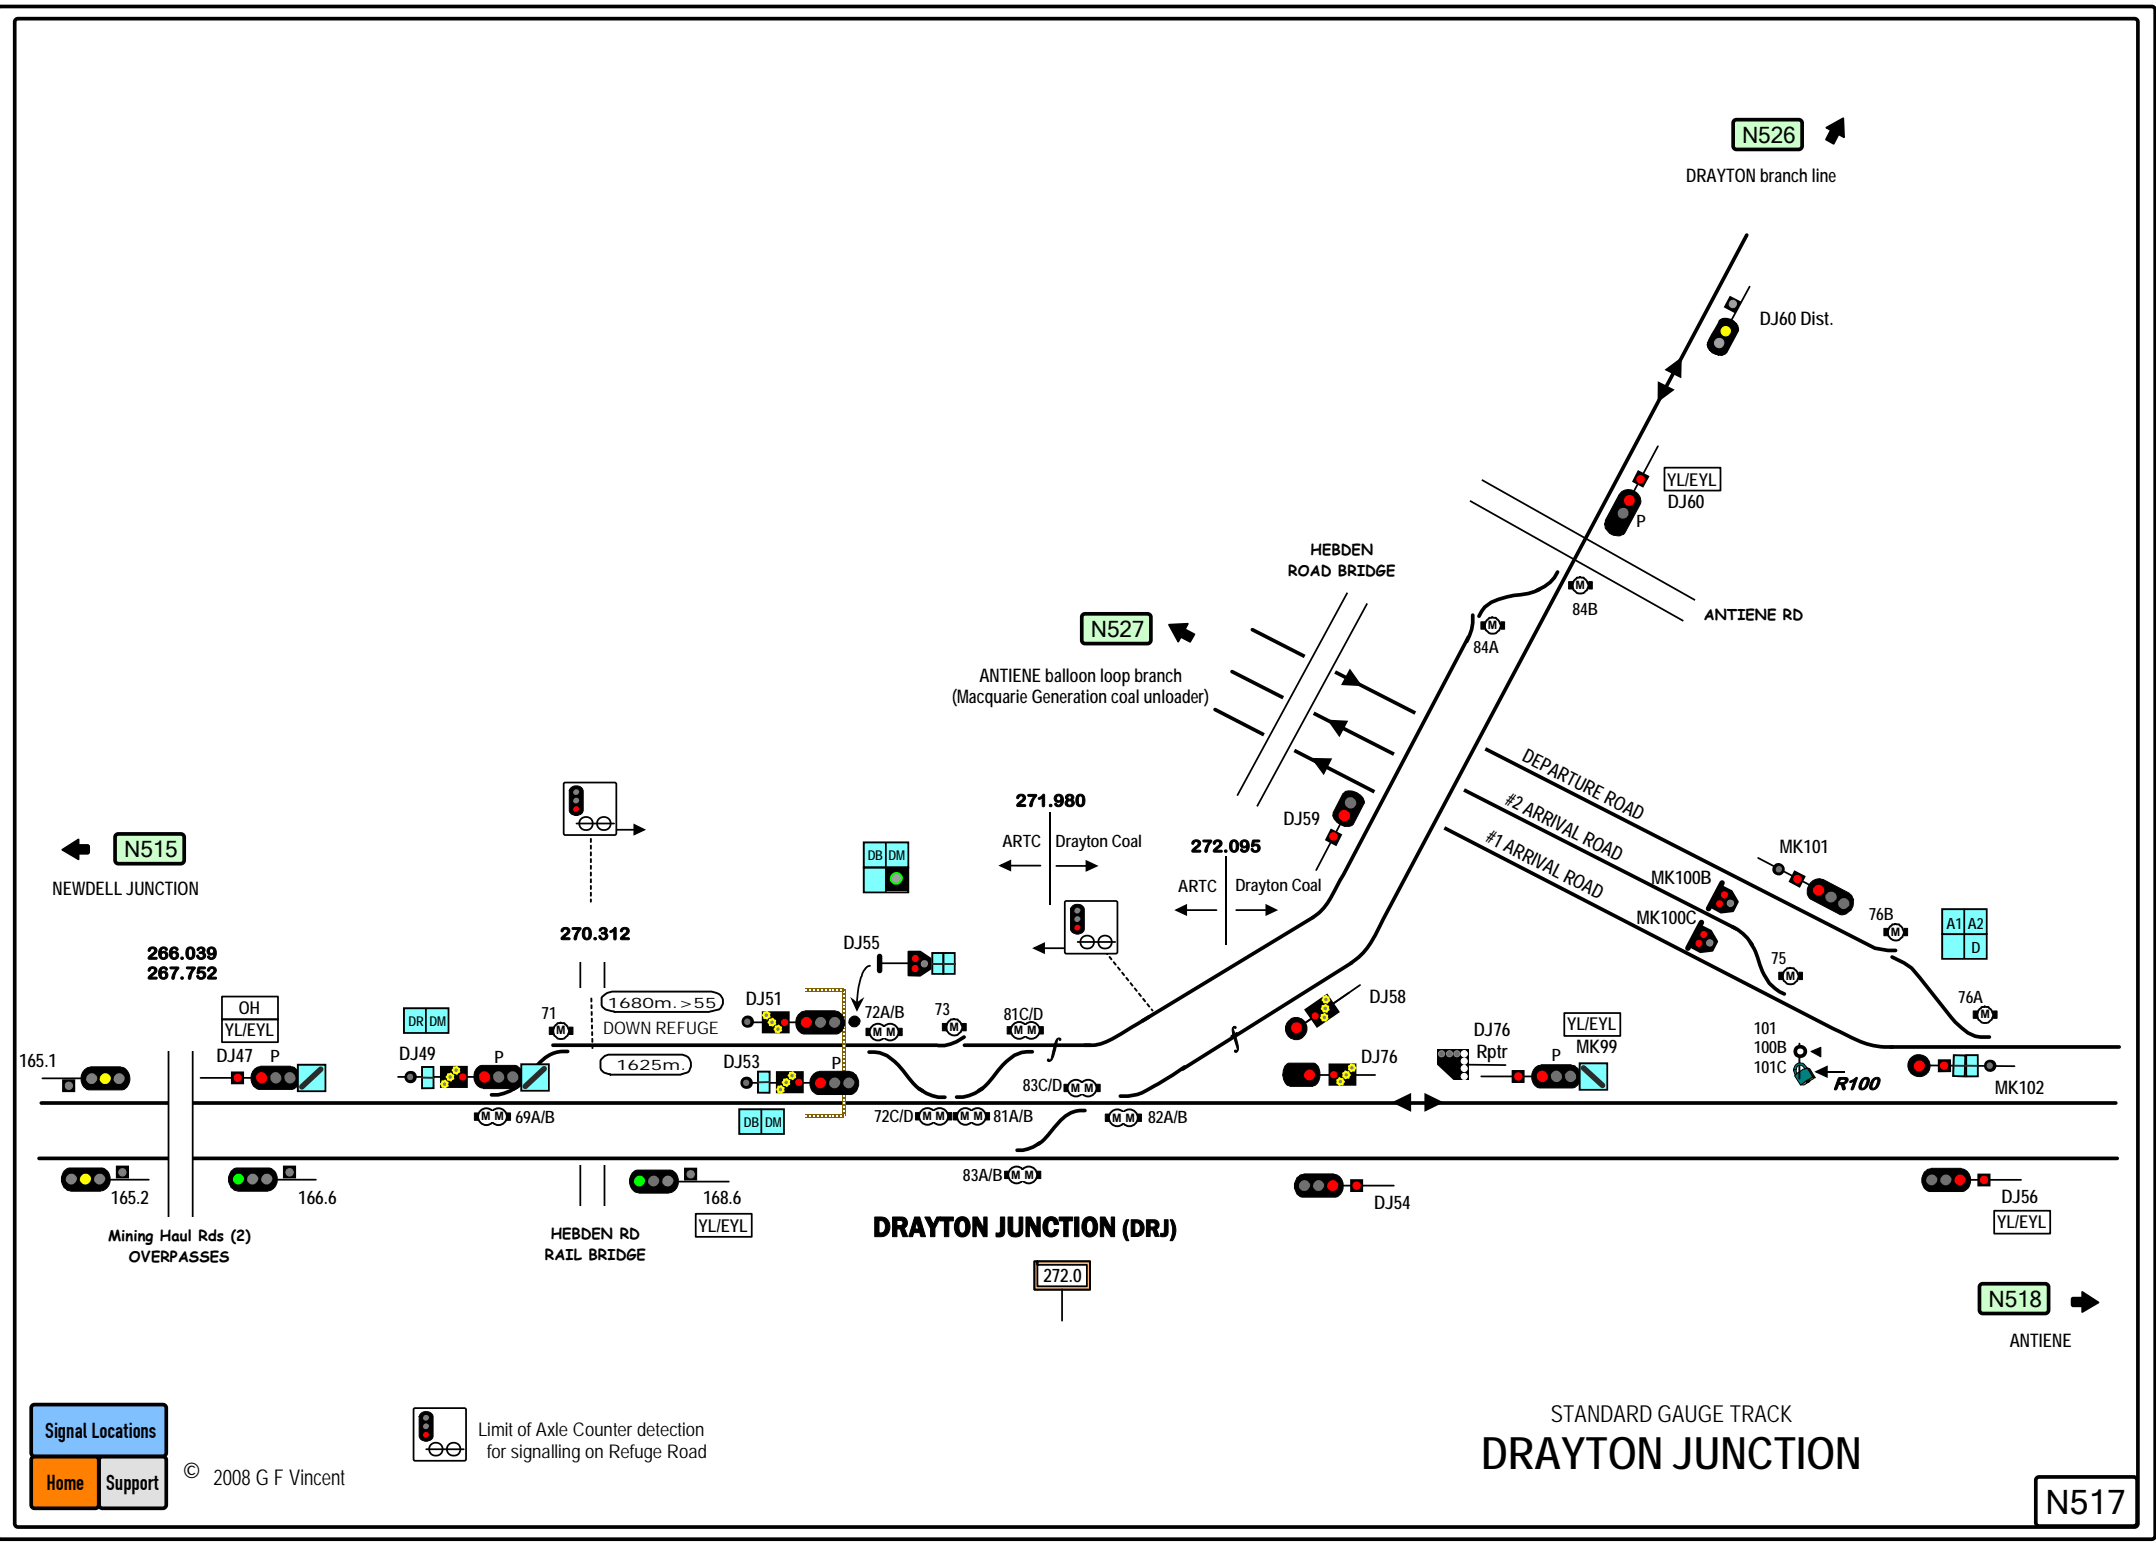 N526
DRAYTON branch line
DJ60 Dist.
YL/EYL
DJ60
P
HEBDEN
ROAD BRIDGE
M
84B
ANTIENE RD
N527
M
84A
ANTIENE balloon loop branch
(Macquarie Generation coal unloader)
DEPARTURE ROAD
#2 ARRIVAL ROAD
#1 ARRIVAL ROAD
271.980
ARTC
Drayton Coal
DJ59
272.095
ARTC
Drayton Coal
MK101
MK100B
MK100C
76B
M
A1 A2
D
N515
NEWDELL JUNCTION
DB DM
266.039
267.752
270.312
DJ55
75
M
76A
M
OH
YL/EYL
DJ47 P
DR DM
DJ49
P
71
M
1680m.>55
DOWN REFUGE
1625m.
DJ51
DJ53
P
72A/B
M M
73
M
81C/D
M M
DJ58
DJ76
DJ76
Rptr
YL/EYL
P MK99
101
100B
101C
R100
MK102
165.1
83C/D M M
M M 69A/B
DB DM
72C/D M M M M 81A/B
M M 82A/B
165.2
166.6
168.6
YL/EYL
83A/B M M
DJ54
DJ56
YL/EYL
Mining Haul Rds (2)
OVERPASSES
HEBDEN RD
RAIL BRIDGE
DRAYTON JUNCTION (DRJ)
272.0
N518
ANTIENE
Signal Locations
Home
Support
© 2008 G F Vincent
Limit of Axle Counter detection
for signalling on Refuge Road
STANDARD GAUGE TRACK
DRAYTON JUNCTION
N517